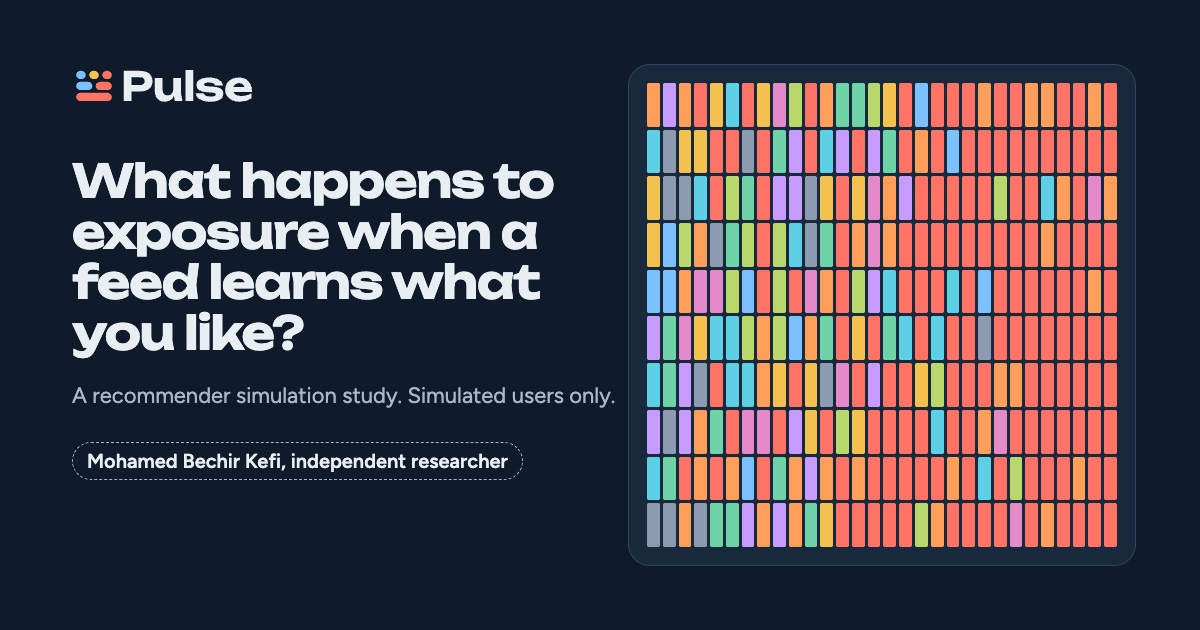 Pulse
What happens to
exposure when a
feed learns what
you like?
A recommender simulation study. Simulated users only.
Mohamed Bechir Kefi, independent researcher